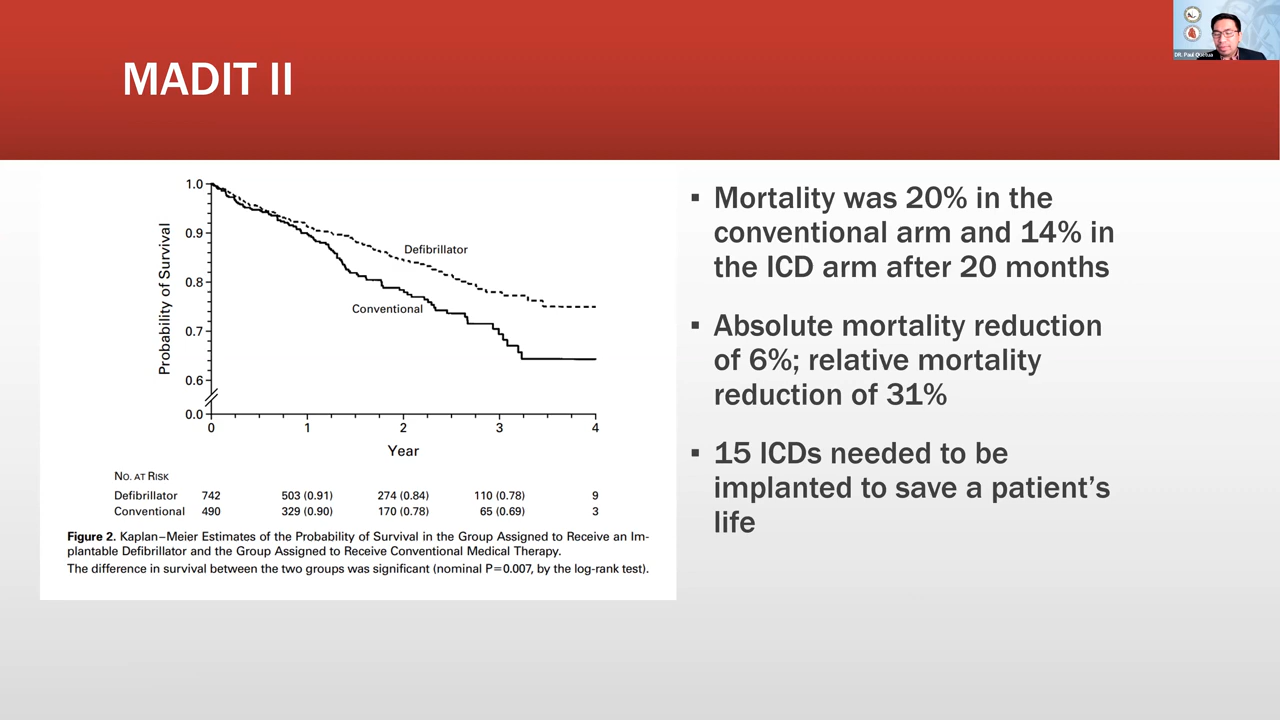 MADIT II
DR. Paul Quetua
1.0
0.9
0.8
0.7
0.6
0.0
Probability of Survival
Defibrillator
Conventional
0 1 2 3 4
Year
NO. AT RISK
Defibrillator 742 503 (0.91) 274 (0.84) 110 (0.78) 9
Conventional 490 329 (0.90) 170 (0.78) 65 (0.69) 3
Figure 2. Kaplan–Meier Estimates of the Probability of Survival in the Group Assigned to Receive an Im-
plantable Defibrillator and the Group Assigned to Receive Conventional Medical Therapy.
The difference in survival between the two groups was significant (nominal P=0.007, by the log-rank test).
▪ Mortality was 20% in the
conventional arm and 14% in
the ICD arm after 20 months
▪ Absolute mortality reduction
of 6%; relative mortality
reduction of 31%
▪ 15 ICDs needed to be
implanted to save a patient’s
life